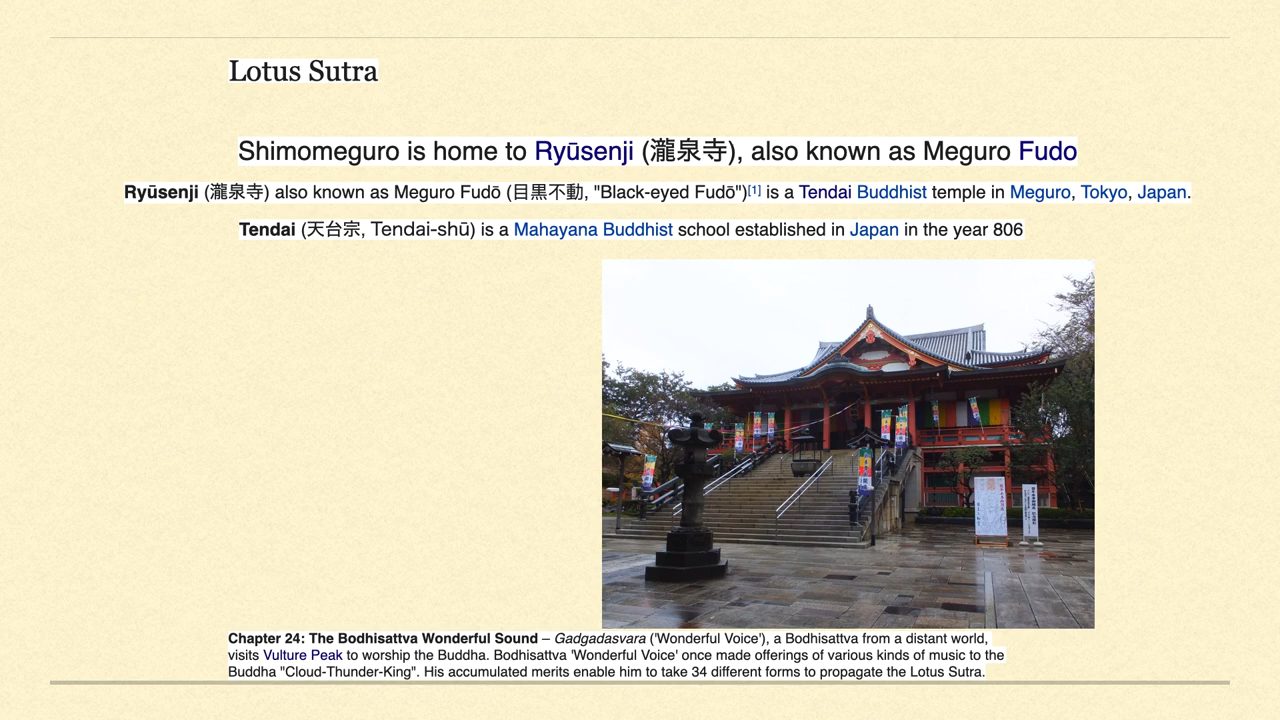 Lotus Sutra
Shimomeguro is home to Ryūsenji (瀧泉寺), also known as Meguro Fudo
Ryūsenji (瀧泉寺) also known as Meguro Fudō (目黒不動, "Black-eyed Fudō")[1] is a Tendai Buddhist temple in Meguro, Tokyo, Japan.
Tendai (天台宗, Tendai-shū) is a Mahayana Buddhist school established in Japan in the year 806
Chapter 24: The Bodhisattva Wonderful Sound – Gadgadasvara ('Wonderful Voice'), a Bodhisattva from a distant world,
visits Vulture Peak to worship the Buddha. Bodhisattva 'Wonderful Voice' once made offerings of various kinds of music to the
Buddha "Cloud-Thunder-King". His accumulated merits enable him to take 34 different forms to propagate the Lotus Sutra.